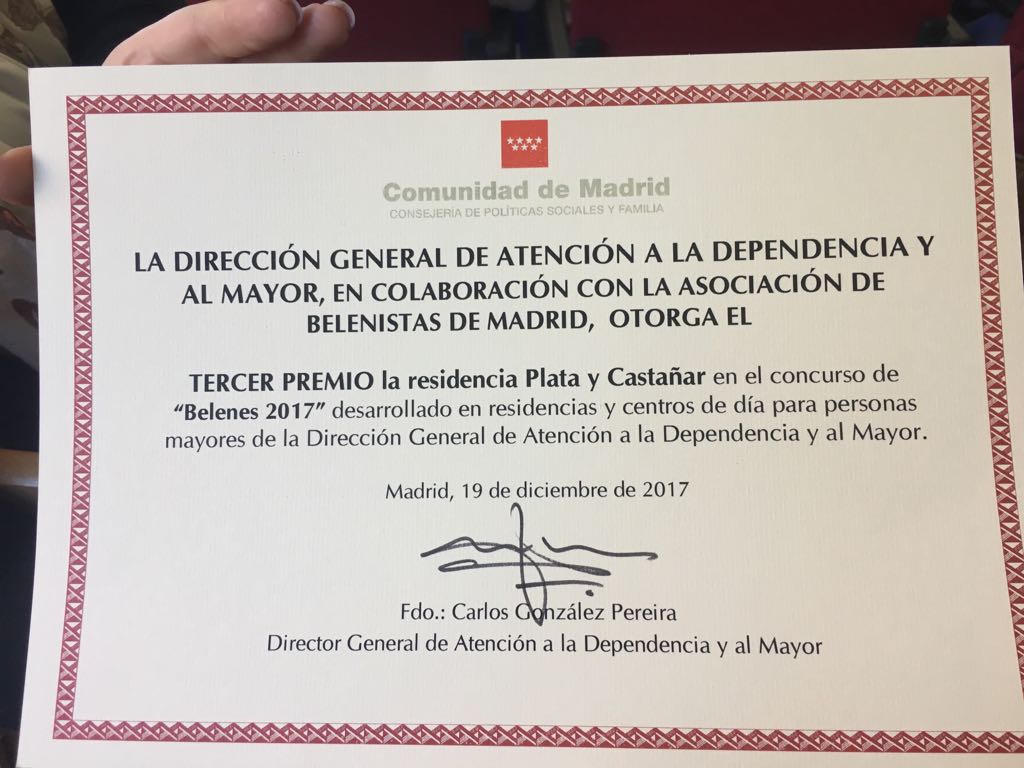 Comunidad de Madrid
CONSEJERÍA DE POLÍTICAS SOCIALES Y FAMILIA
LA DIRECCIÓN GENERAL DE ATENCIÓN A LA DEPENDENCIA Y
AL MAYOR, EN COLABORACIÓN CON LA ASOCIACIÓN DE
BELENISTAS DE MADRID, OTORGA EL
TERCER PREMIO la residencia Plata y Castañar en el concurso de
“Belenes 2017” desarrollado en residencias y centros de día para personas
mayores de la Dirección General de Atención a la Dependencia y al Mayor.
Madrid, 19 de diciembre de 2017
Fdo.: Carlos González Pereira
Director General de Atención a la Dependencia y al Mayor